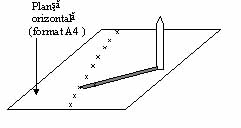 Planşă
orizontală
(format A4 )